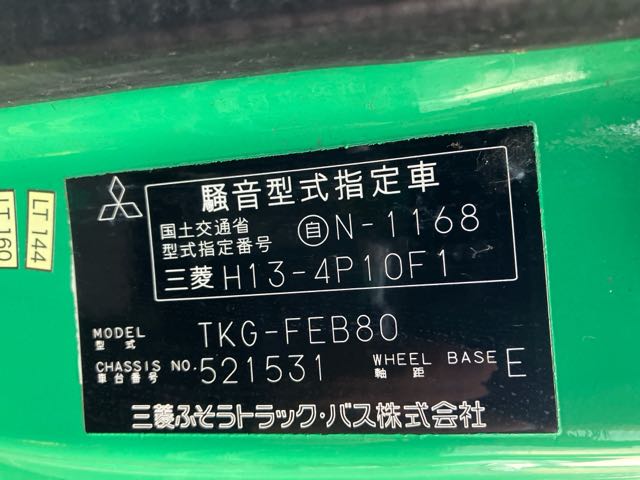 騒音型式指定車
国土交通省
型式指定番号 自N-1168
三菱 H13-4P10F1
MODEL
型式 TKG-FEB80
CHASSIS NO.
車台番号 521531 WHEEL BASE
軸距 E
三菱ふそうトラック・バス株式会社
LT 144
LT 160